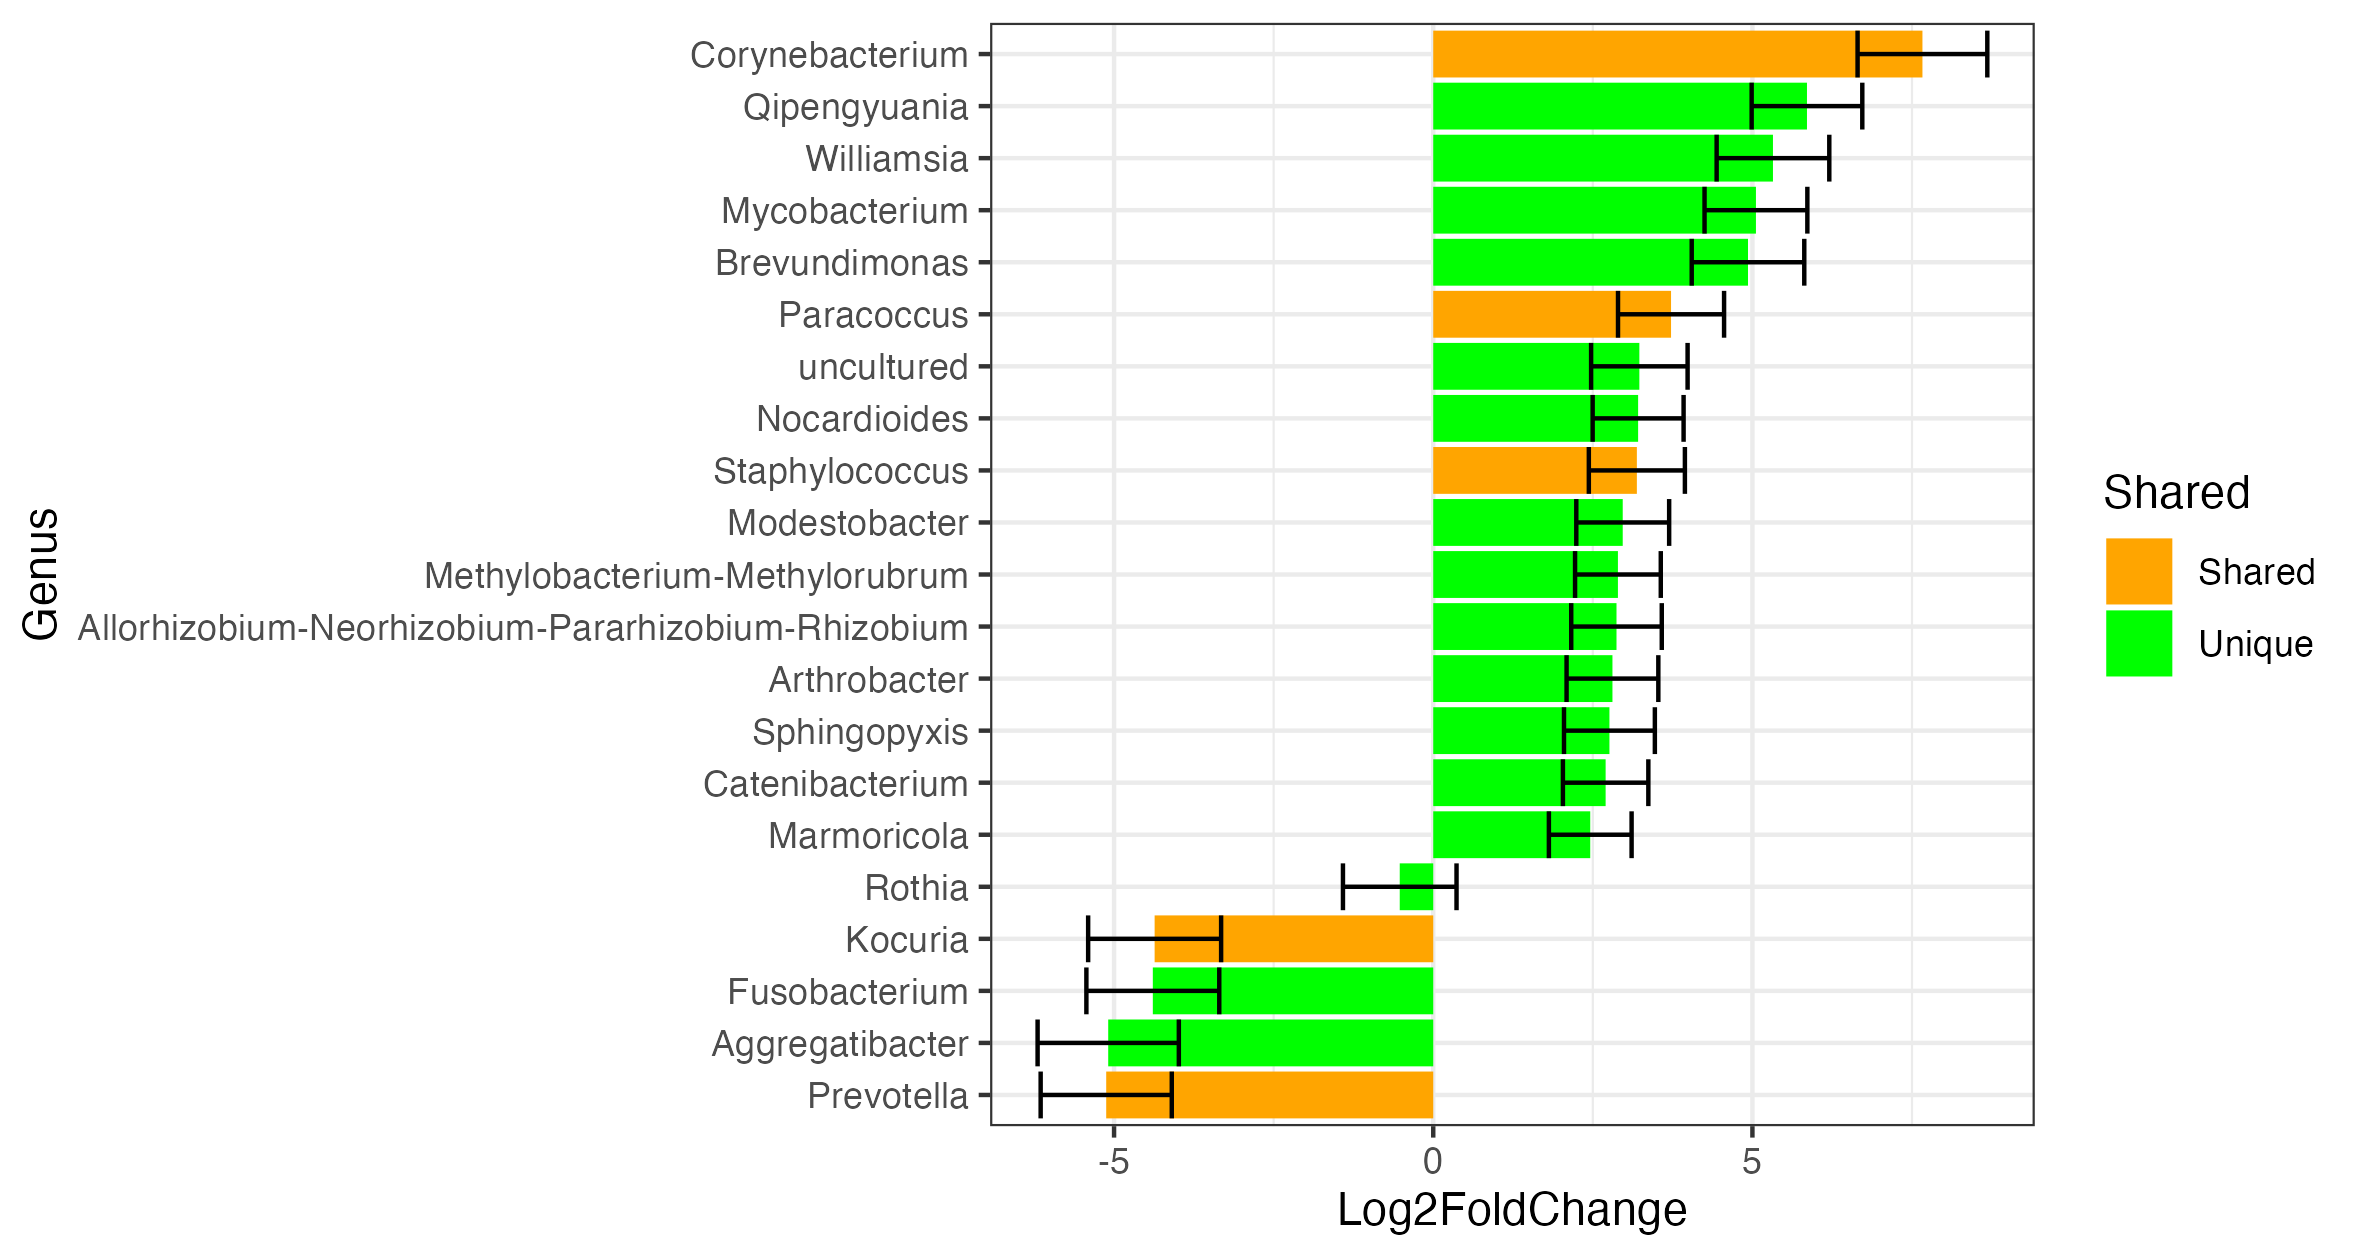 Corynebacterium
Qipengyuania
Williamsia
Mycobacterium
Brevundimonas
Paracoccus
uncultured
Nocardioides
Staphylococcus
Modestobacter
Methylobacterium-Methylorubrum
Allorhizobium-Neorhizobium-Pararhizobium-Rhizobium
Arthrobacter
Sphingopyxis
Catenibacterium
Marmoricola
Rothia
Kocuria
Fusobacterium
Aggregatibacter
Prevotella
Genus
-5 0 5
Log2FoldChange
Shared
Shared
Unique